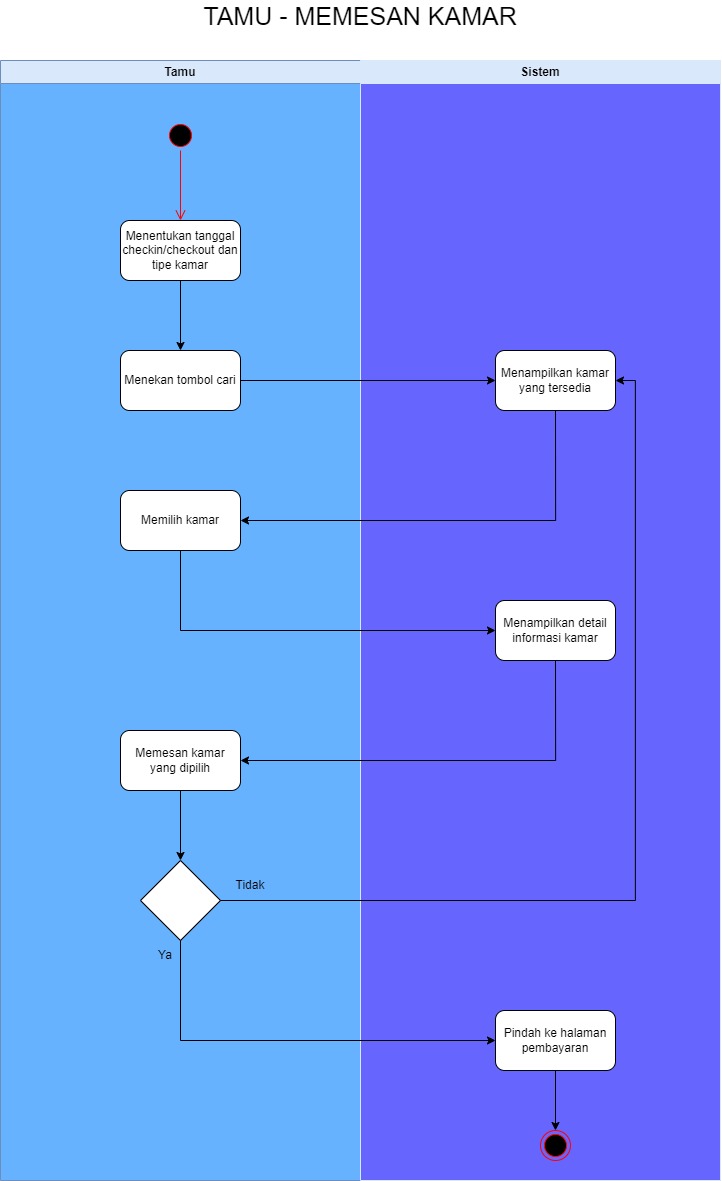 TAMU - MEMESAN KAMAR
Tamu
Sistem
Menentukan tanggal
checkin/checkout dan
tipe kamar
Menekan tombol cari
Menampilkan kamar
yang tersedia
Memilih kamar
Menampilkan detail
informasi kamar
Memesan kamar
yang dipilih
Tidak
Ya
Pindah ke halaman
pembayaran